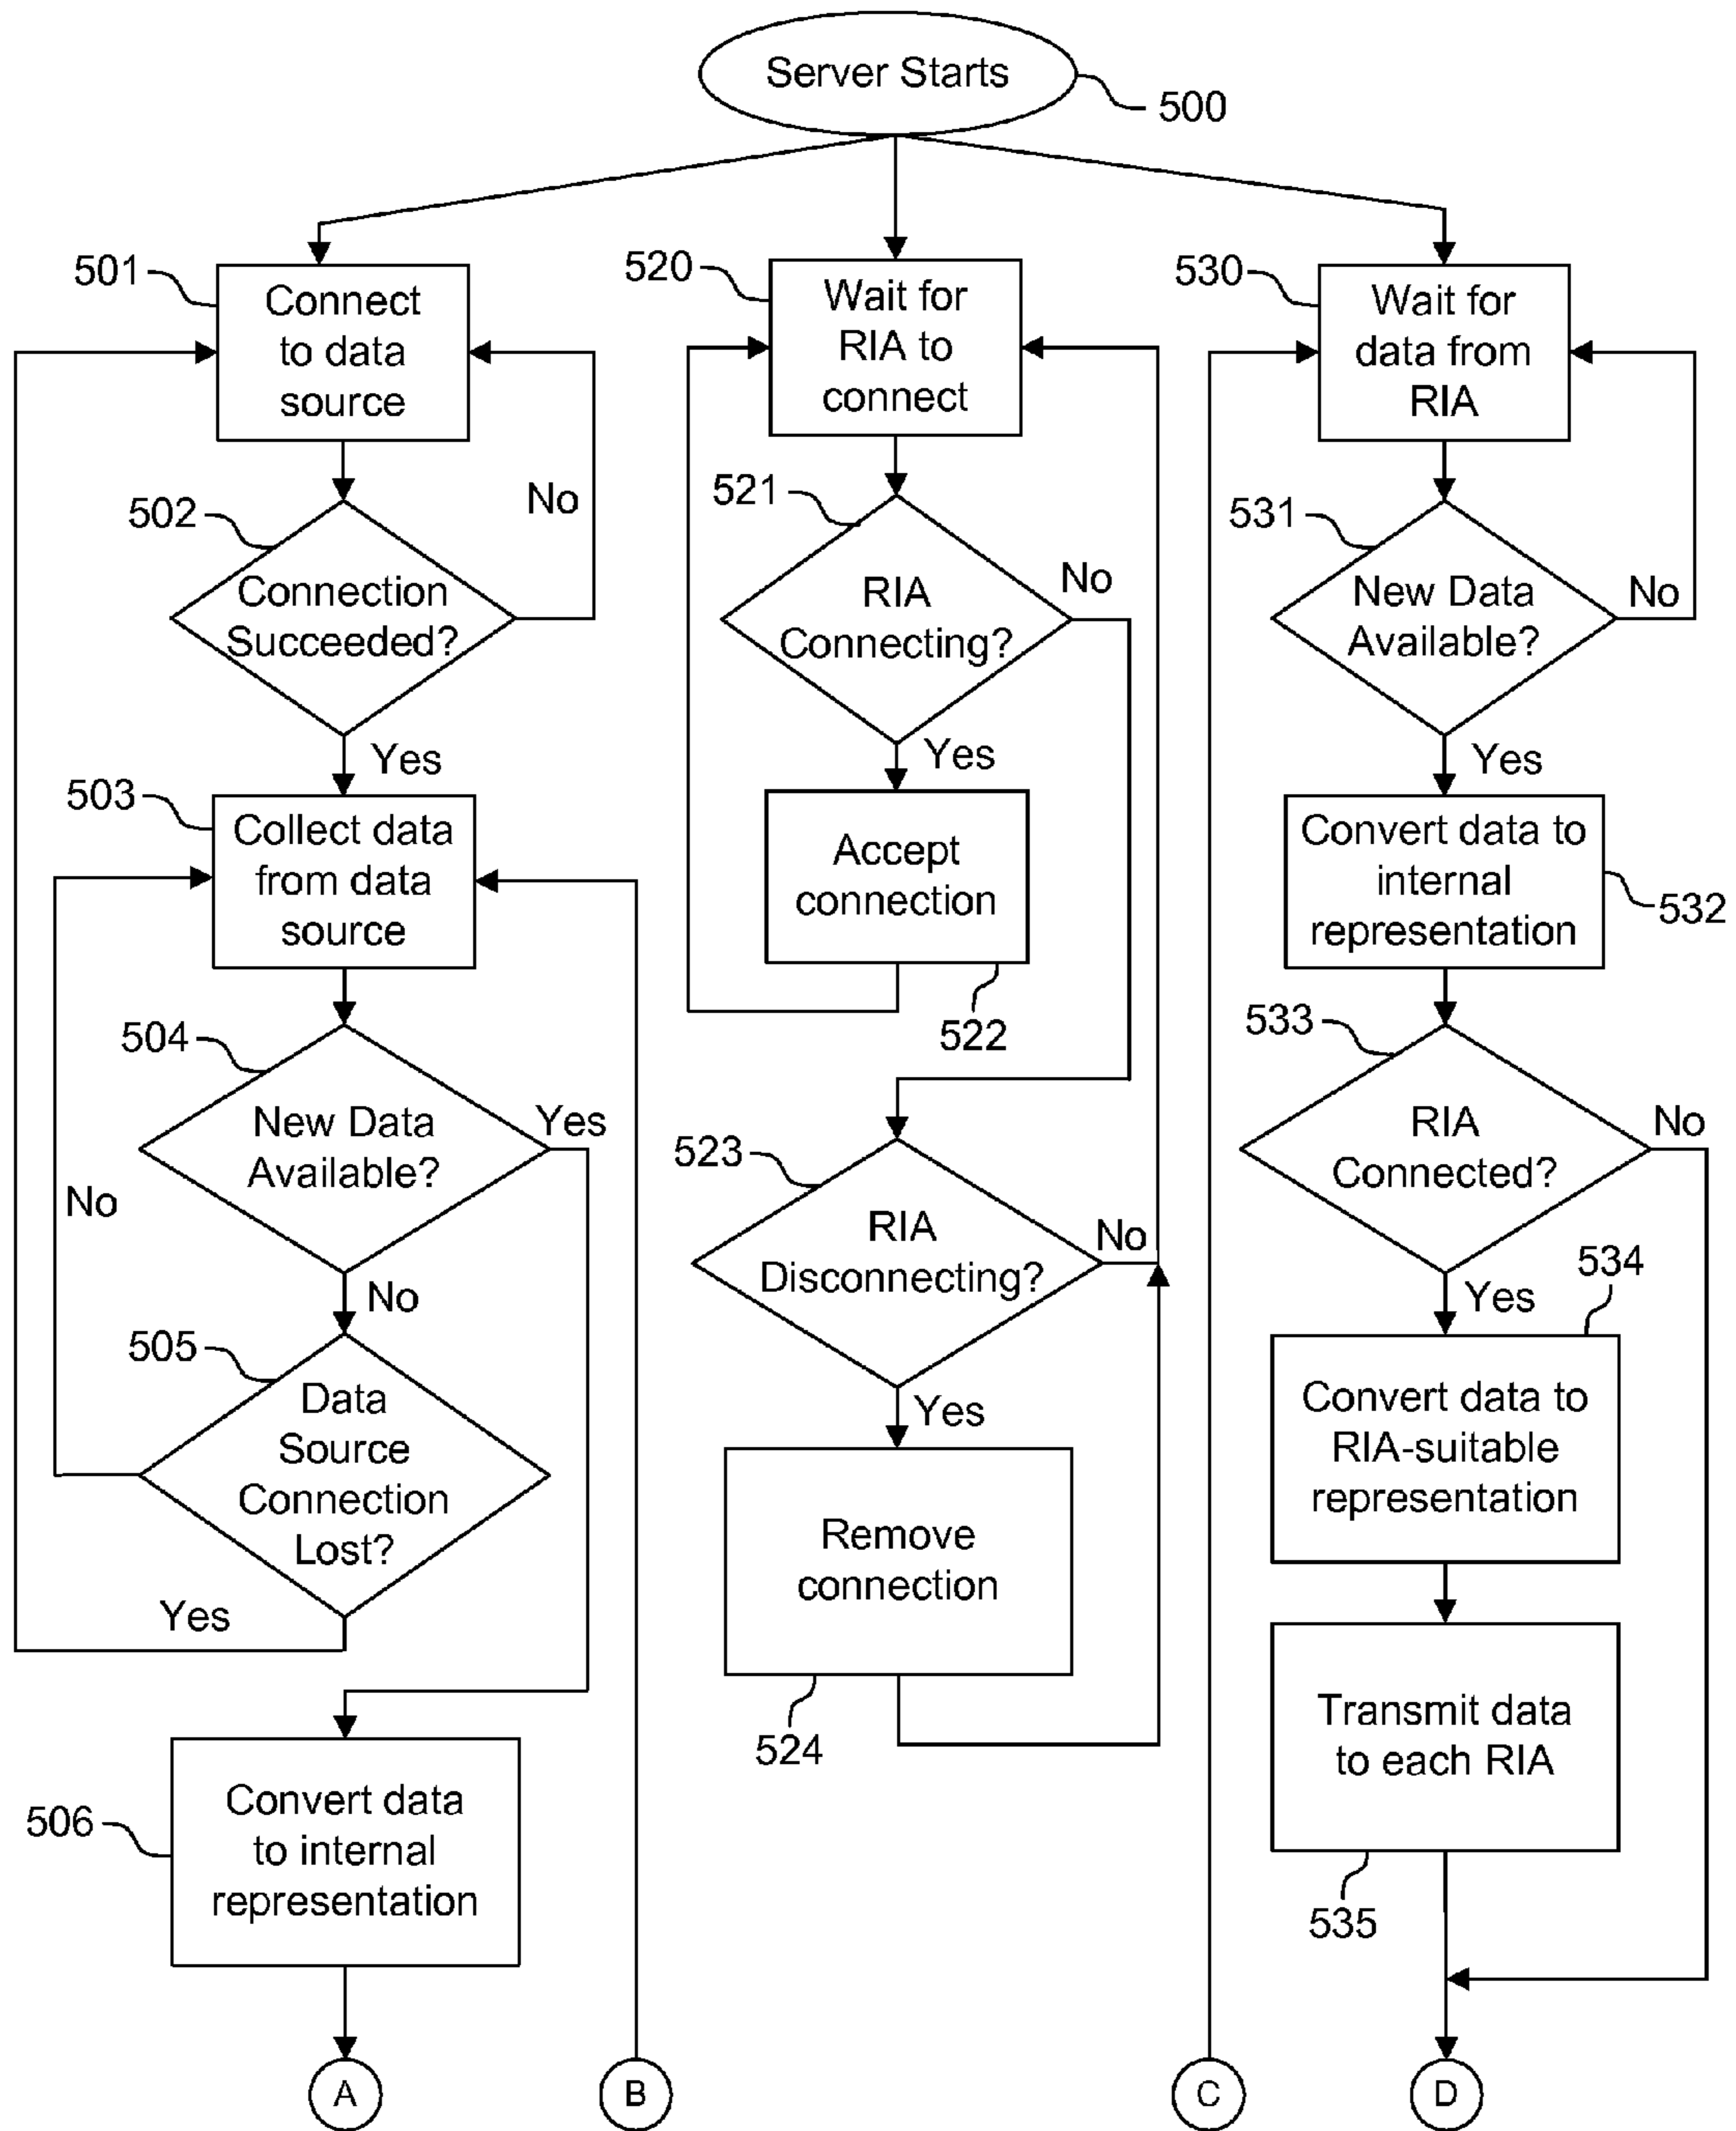 Server Starts
500
501
Connect
to data
source
502
No
Connection
Succeeded?
Yes
503
Collect data
from data
source
504
New Data
Available?
Yes
No
No
505
Data
Source
Connection
Lost?
Yes
506
Convert data
to internal
representation
A
B
520
Wait for
RIA to
connect
521
RIA
Connecting?
No
Yes
Accept
connection
522
523
RIA
Disconnecting?
No
Yes
Remove
connection
524
530
Wait for
data from
RIA
531
New Data
Available?
No
Yes
Convert data to
internal
representation
532
533
RIA
Connected?
No
Yes
534
Convert data to
RIA-suitable
representation
Transmit data
to each RIA
535
C
D